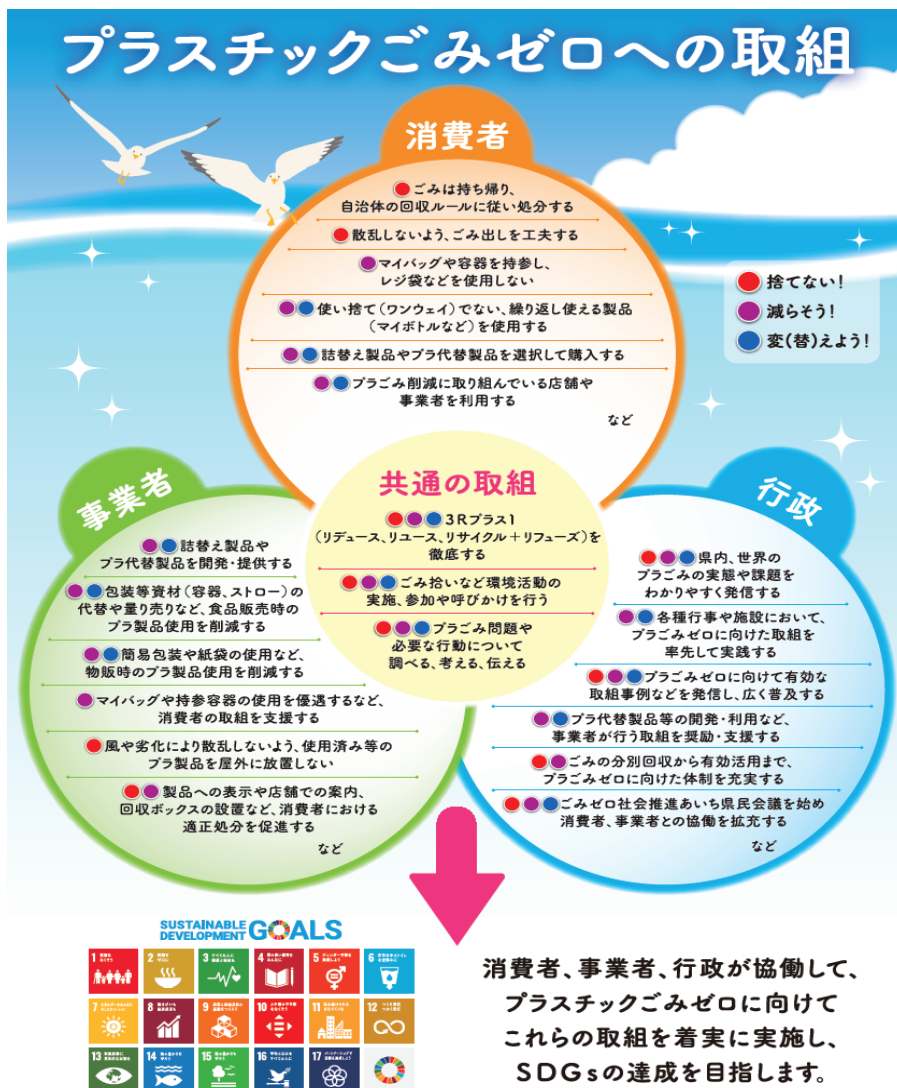 プラスチックごみゼロへの取組
消費者
ごみは持ち帰り、
自治体の回収ルールに従い処分する
散乱しないよう、ごみ出しを工夫する
マイバッグや容器を持参し、
レジ袋などを使用しない
使い捨て(ワンウェイ)でない、繰り返し使える製品
(マイボトルなど)を使用する
詰替え製品やプラ代替製品を選択して購入する
プラごみ削減に取り組んでいる店舗や
事業者を利用する
など
捨てない!
減らそう!
変(替)えよう!
共通の取組
3Rプラス1
(リデュース、リユース、リサイクル+リフューズ)を
徹底する
ごみ拾いなど環境活動の
実施、参加や呼びかけを行う
プラごみ問題や
必要な行動について
調べる、考える、伝える
事業者
詰替え製品や
プラ代替製品を開発・提供する
包装等資材(容器、ストロー)の
代替や量り売りなど、食品販売時の
プラ製品使用を削減する
簡易包装や紙袋の使用など、
物販時のプラ製品使用を削減する
マイバッグや持参容器の使用を優遇するなど、
消費者の取組を支援する
風や劣化により散乱しないよう、使用済み等の
プラ製品を屋外に放置しない
製品への表示や店舗での案内、
回収ボックスの設置など、消費者における
適正処分を促進する
など
行政
県内、世界の
プラごみの実態や課題を
わかりやすく発信する
各種行事や施設において、
プラごみゼロに向けた取組を
率先して実践する
プラごみゼロに向けて有効な
取組事例などを発信し、広く普及する
プラ代替製品等の開発・利用など、
事業者が行う取組を奨励・支援する
ごみの分別回収から有効活用まで、
プラごみゼロに向けた体制を充実する
ごみゼロ社会推進あいち県民会議を始め
消費者、事業者との協働を拡充する
など
SUSTAINABLE
DEVELOPMENT GOALS
1 2 3 4 5 6
7 8 9 10 11 12
13 14 15 16 17
消費者、事業者、行政が協働して、
プラスチックごみゼロに向けて
これらの取組を着実に実施し、
SDGsの達成を目指します。